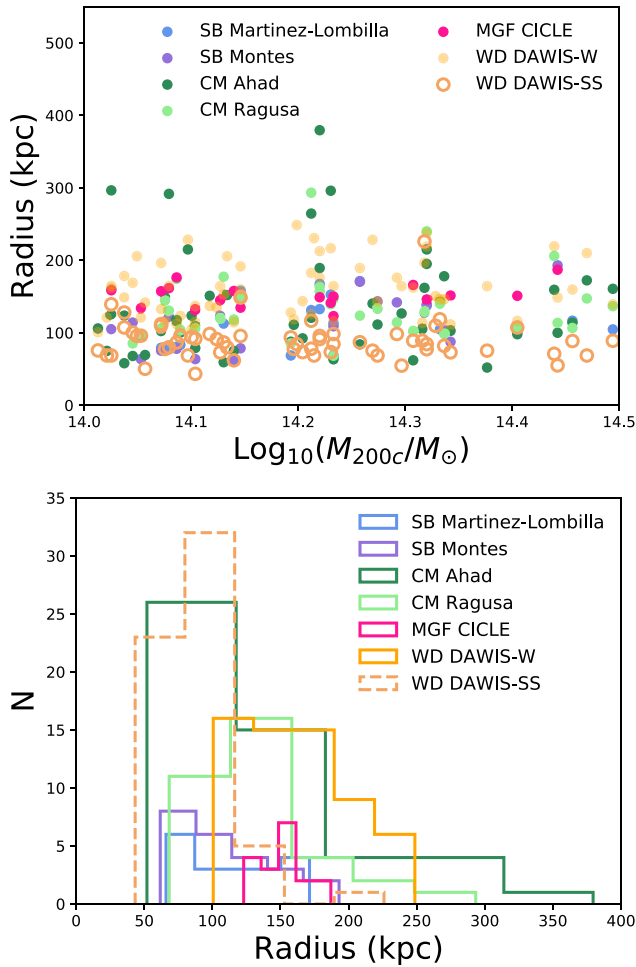 SB Martinez-Lombilla
SB Montes
CM Ahad
CM Ragusa
MGF CICLE
WD DAWIS-W
WD DAWIS-SS
Radius (kpc)
500
400
300
200
100
0
14.0 14.1 14.2 14.3 14.4 14.5
Log₁₀(M₂₀₀c/M☉)
35
30
25
20
15
10
5
0
N
SB Martinez-Lombilla
SB Montes
CM Ahad
CM Ragusa
MGF CICLE
WD DAWIS-W
WD DAWIS-SS
0 50 100 150 200 250 300 350 400
Radius (kpc)